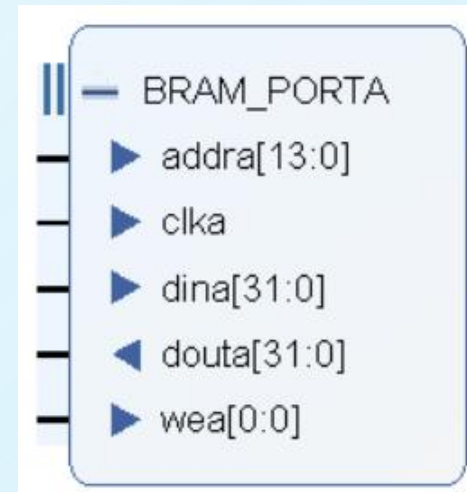 BRAM_PORTA
addra[13:0]
clka
dina[31:0]
douta[31:0]
wea[0:0]